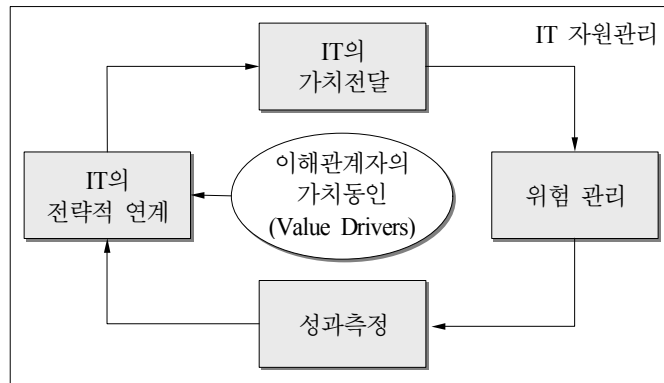 IT 자원관리
IT의
가치전달
IT의
전략적 연계
이해관계자의
가치동인
(Value Drivers)
위험 관리
성과측정